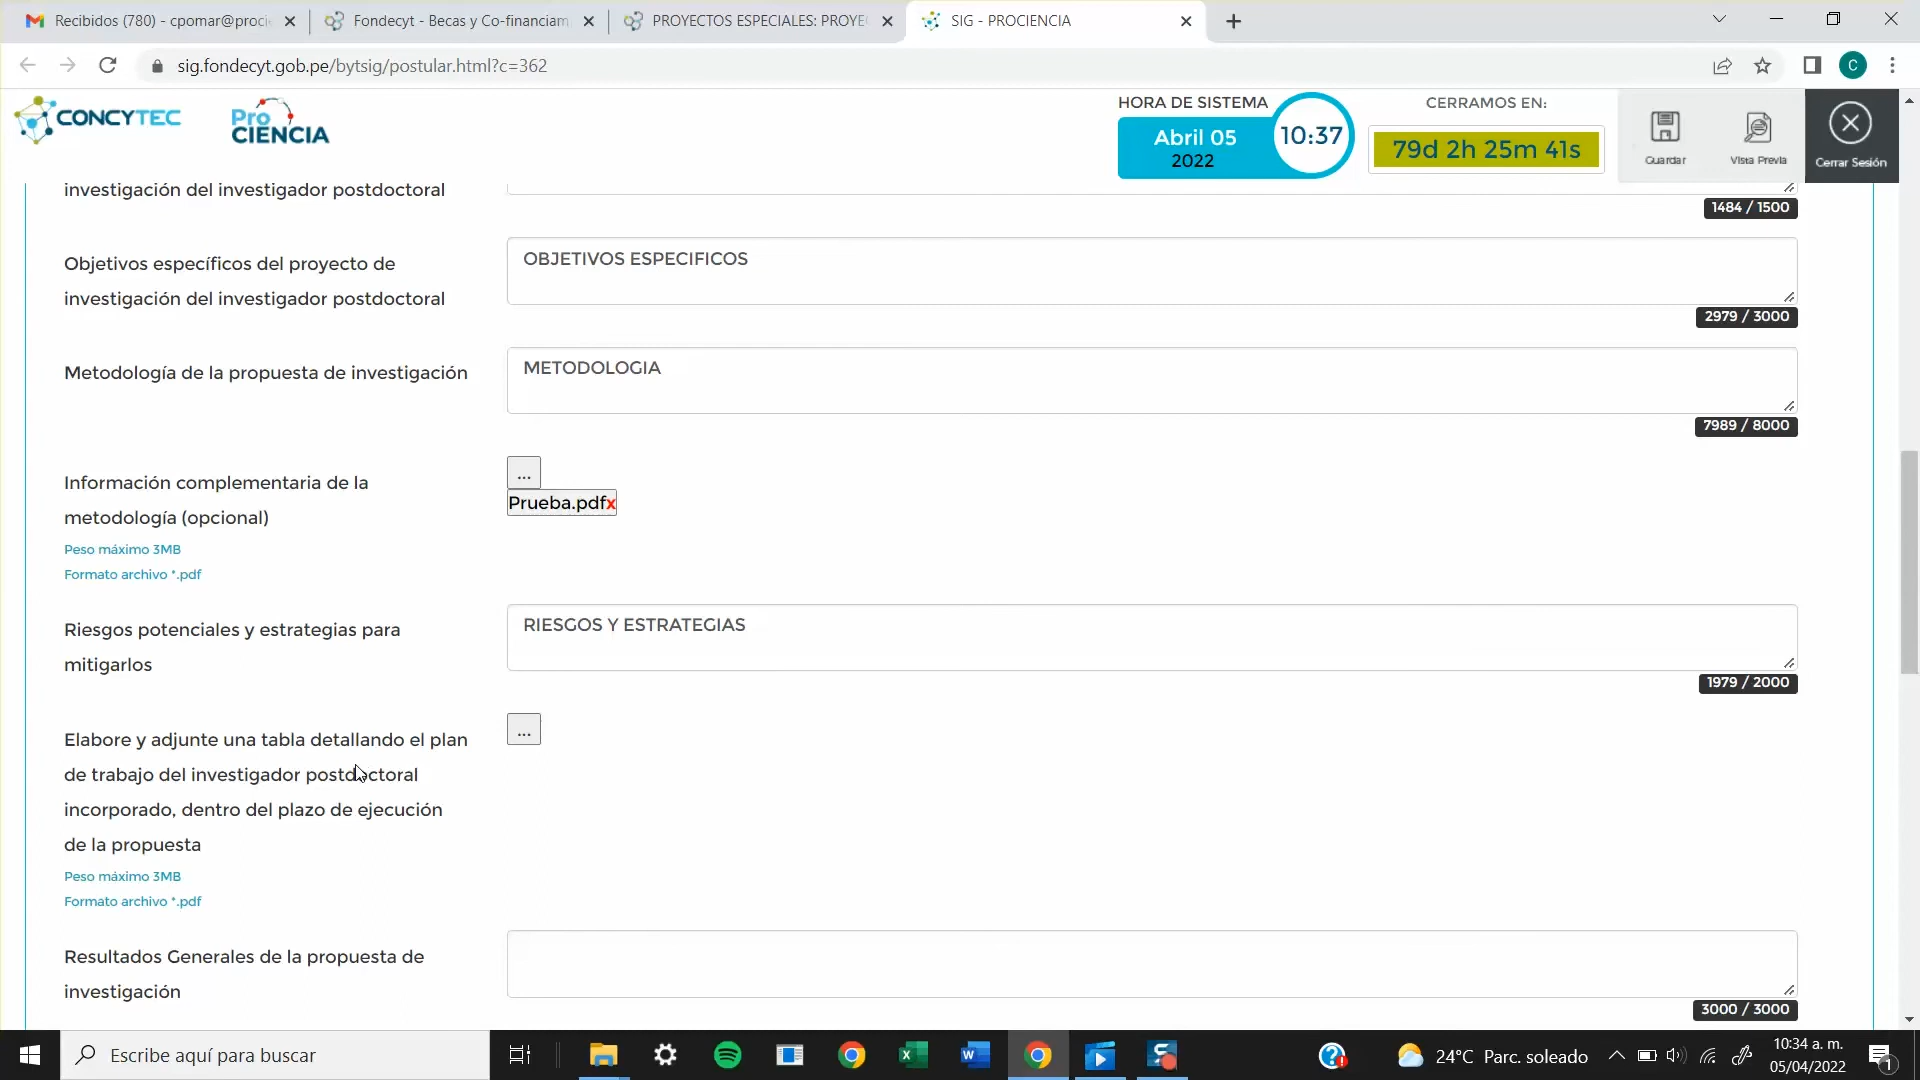 Recibidos (780) - cpomar@proci
Fondecyt - Becas y Co-financiam
PROYECTOS ESPECIALES: PROYE
SIG - PROCIENCIA
sig.fondecyt.gob.pe/bytsig/postular.html?c=362
C
CONCYTEC
Pro
CIENCIA
HORA DE SISTEMA
Abril 05
2022
10:37
CERRAMOS EN:
79d 2h 25m 41s
Guardar
Vista Previa
Cerrar Sesión
investigación del investigador postdoctoral
1484 / 1500
Objetivos específicos del proyecto de
investigación del investigador postdoctoral
OBJETIVOS ESPECIFICOS
2979 / 3000
Metodología de la propuesta de investigación
METODOLOGIA
7989 / 8000
Información complementaria de la
metodología (opcional)
Peso máximo 3MB
Formato archivo *.pdf
...
Prueba.pdfx
Riesgos potenciales y estrategias para
mitigarlos
RIESGOS Y ESTRATEGIAS
1979 / 2000
Elabore y adjunte una tabla detallando el plan
de trabajo del investigador postdoctoral
incorporado, dentro del plazo de ejecución
de la propuesta
Peso máximo 3MB
Formato archivo *.pdf
...
Resultados Generales de la propuesta de
investigación
3000 / 3000
Escribe aquí para buscar
24°C Parc. soleado
10:34 a. m.
05/04/2022
1